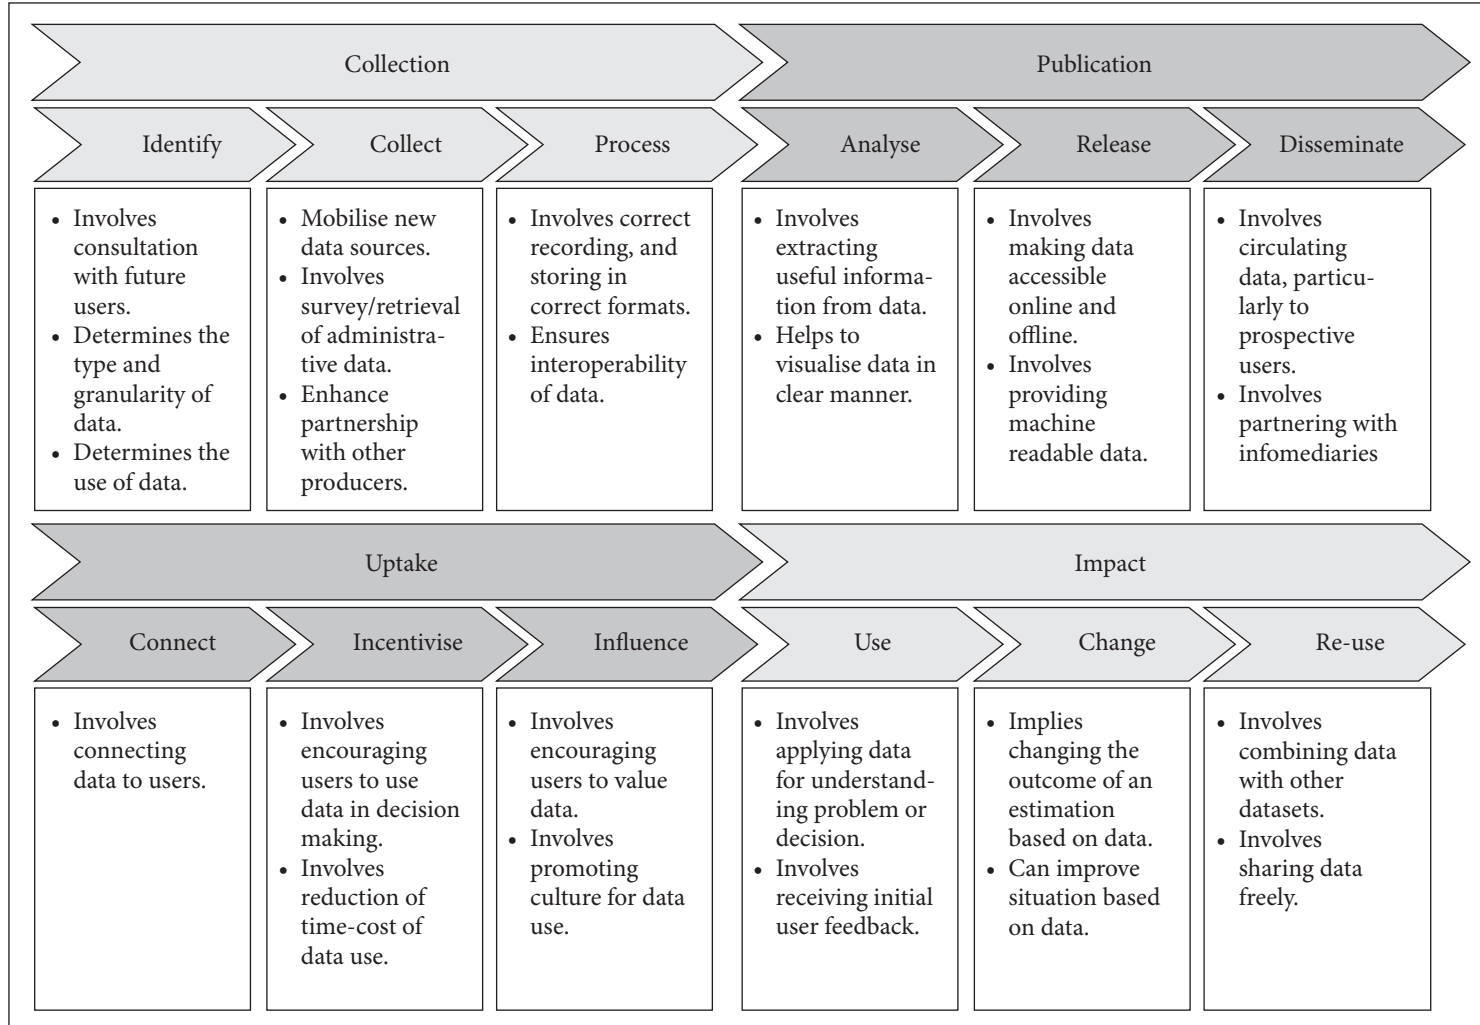 Collection
Publication
Identify
Collect
Process
Analyse
Release
Disseminate
• Involves
consultation
with future
users.
• Determines the
type and
granularity of
data.
• Determines the
use of data.
• Mobilise new
data sources.
• Involves
survey/retrieval
of administra-
tive data.
• Enhance
partnership
with other
producers.
• Involves correct
recording, and
storing in
correct formats.
• Ensures
interoperability
of data.
• Involves
extracting
useful informa-
tion from data.
• Helps to
visualise data in
clear manner.
• Involves
making data
accessible
online and
offline.
• Involves
providing
machine
readable data.
• Involves
circulating
data, particu-
larly to
prospective
users.
• Involves
partnering with
infomediaries
Uptake
Impact
Connect
Incentivise
Influence
Use
Change
Re-use
• Involves
connecting
data to users.
• Involves
encouraging
users to use
data in decision
making.
• Involves
reduction of
time-cost of
data use.
• Involves
encouraging
users to value
data.
• Involves
promoting
culture for data
use.
• Involves
applying data
for understand-
ing problem or
decision.
• Involves
receiving initial
user feedback.
• Implies
changing the
outcome of an
estimation
based on data.
• Can improve
situation based
on data.
• Involves
combining data
with other
datasets.
• Involves
sharing data
freely.